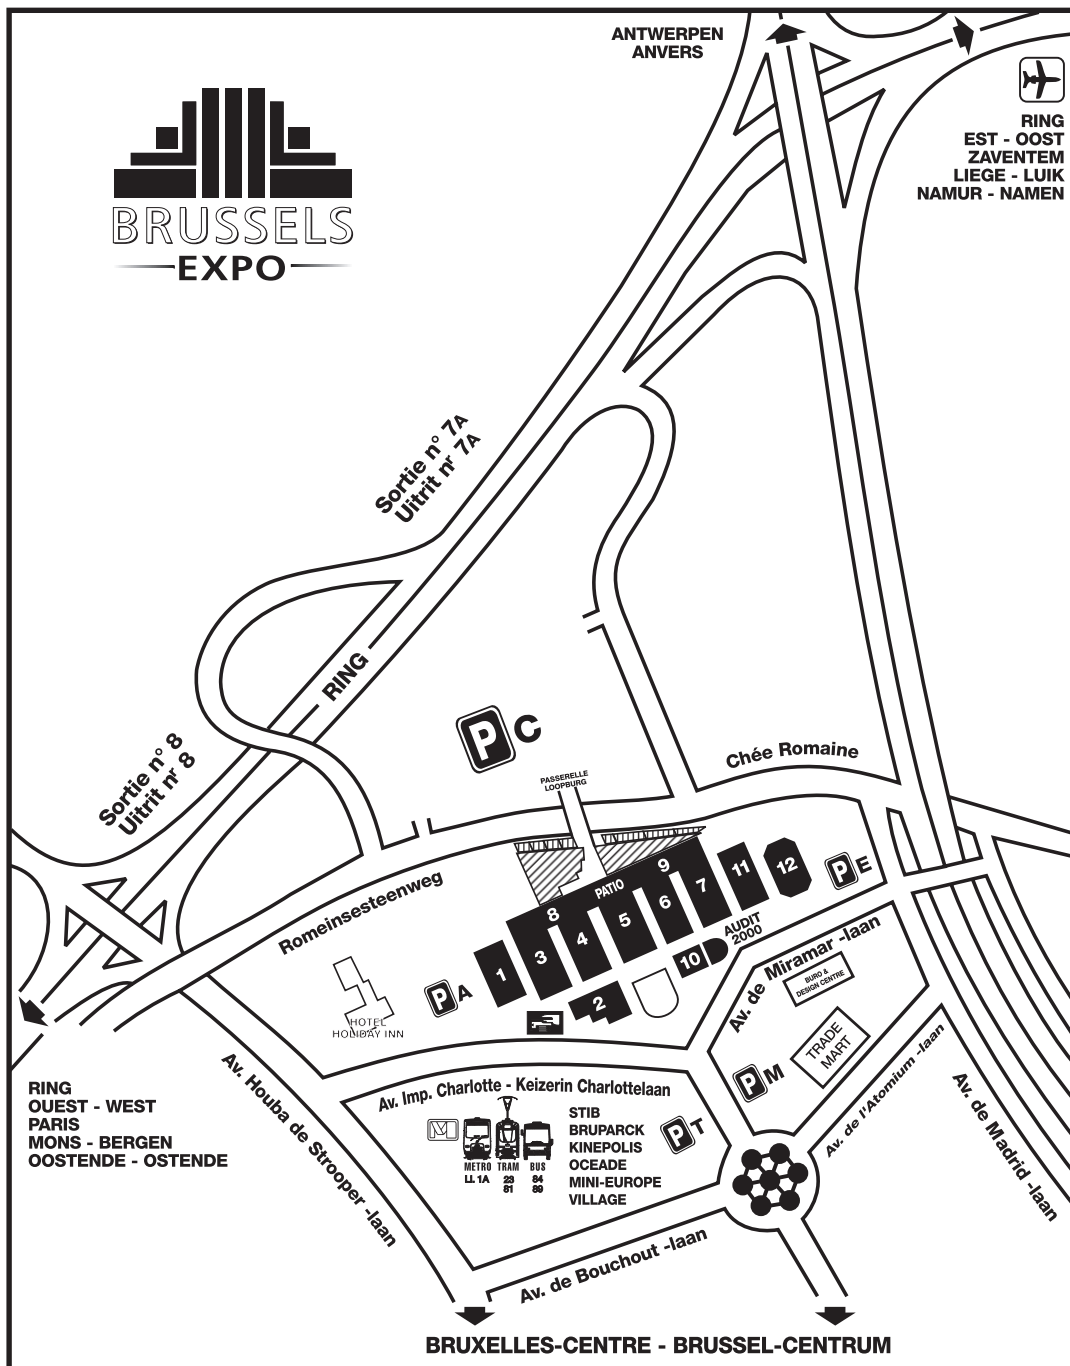 ANTWERPEN
ANVERS
RING
EST - OOST
ZAVENTEM
LIEGE - LUIK
NAMUR - NAMEN
BRUSSELS
EXPO
Sortie n° 7A
Uitrit nr 7A
RING
Sortie n° 8
Uitrit nr 8
P C
PASSERELLE
LOOPBURG
Chée Romaine
Romeinsesteenweg
PATIO
1
2
3
4
5
6
7
8
9
10
11
12
P E
AUDIT
2000
P A
HOTEL
HOLIDAY INN
Av. de Miramar -laan
BURO &
DESIGN CENTRE
TRADE
MART
P M
Av. de l'Atomium -laan
Av. de Madrid -laan
RING
OUEST - WEST
PARIS
MONS - BERGEN
OOSTENDE - OSTENDE
Av. Houba de Strooper -laan
Av. Imp. Charlotte - Keizerin Charlottelaan
M
METRO TRAM BUS
LI. 1A 23 84
81 89
STIB
BRUPARCK
KINEPOLIS
OCEADE
MINI-EUROPE
VILLAGE
P T
Av. de Bouchout -laan
BRUXELLES-CENTRE - BRUSSEL-CENTRUM